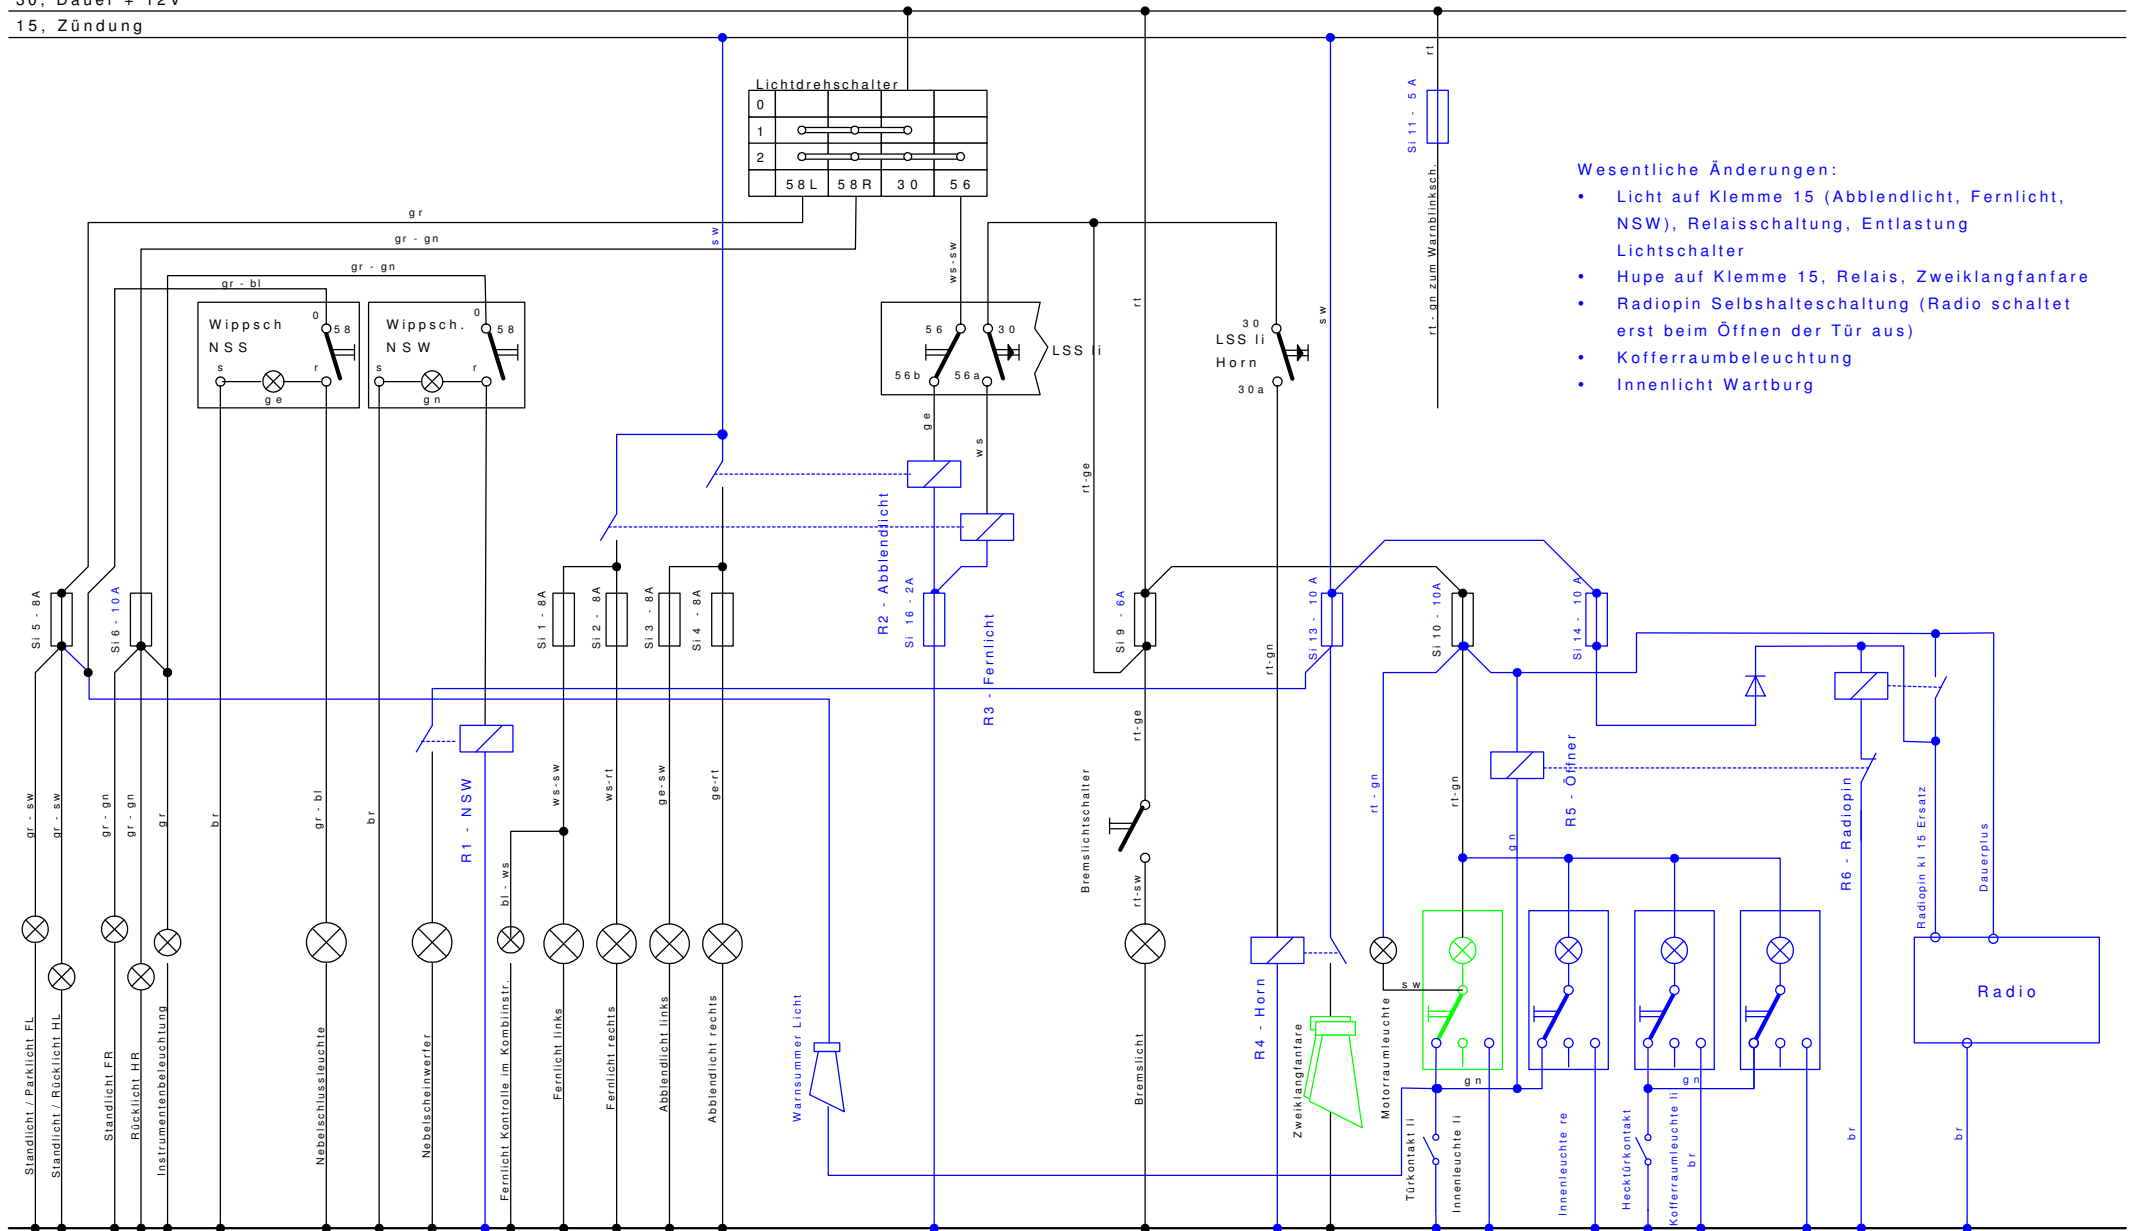 30, Dauer + 12V
15, Zündung
Lichtdrehschalter
0
1
2
58L 58R 30 56
rt
Si 11 - 5 A
rt - gn zum Warnblinksch.
Wesentliche Änderungen:
• Licht auf Klemme 15 (Abblendlicht, Fernlicht,
NSW), Relaisschaltung, Entlastung
Lichtschalter
• Hupe auf Klemme 15, Relais, Zweiklangfanfare
• Radiopin Selbshalteschaltung (Radio schaltet
erst beim Öffnen der Tür aus)
• Kofferraumbeleuchtung
• Innenlicht Wartburg
gr
gr - gn
gr - gn
gr - bl
sw
ws-sw
rt
sw
Wippsch
NSS
0
58
s
r
ge
Wippsch.
NSW
0
58
s
r
gn
56
30
56b
56a
LSS li
30
LSS li
Horn
30a
ge
ws
rt-ge
R2 - Abblendlicht
R3 - Fernlicht
Si 5 - 8A
Si 6 - 10A
Si 1 - 8A
Si 2 - 8A
Si 3 - 8A
Si 4 - 8A
Si 16 - 2A
Si 9 - 6A
Si 13 - 10 A
Si 10 - 10A
Si 14 - 10 A
rt-gn
gr - sw
gr - sw
gr - gn
gr - gn
gr
br
gr - bl
br
R1 - NSW
bl - ws
ws-sw
ws-rt
ge-sw
ge-rt
rt-ge
Bremslichtschalter
rt-sw
rt - gn
rt-gn
gn
R5 - Öffner
R6 - Radiopin
Radiopin kl 15 Ersatz
Dauerplus
Radio
sw
gn
gn
Standlicht / Parklicht FL
Standlicht / Rücklicht HL
Standlicht FR
Rücklicht HR
Instrumentenbeleuchtung
Nebelschlussleuchte
Nebelscheinwerfer
Fernlicht Kontrolle im Kombiinstr.
Fernlicht links
Fernlicht rechts
Abblendlicht links
Abblendlicht rechts
Warnsummer Licht
Bremslicht
R4 - Horn
Zweiklangfanfare
Motorraumleuchte
Türkontakt li
Innenleuchte li
Innenleuchte re
Hecktürkontakt
Kofferraumleuchte li
br
br
br